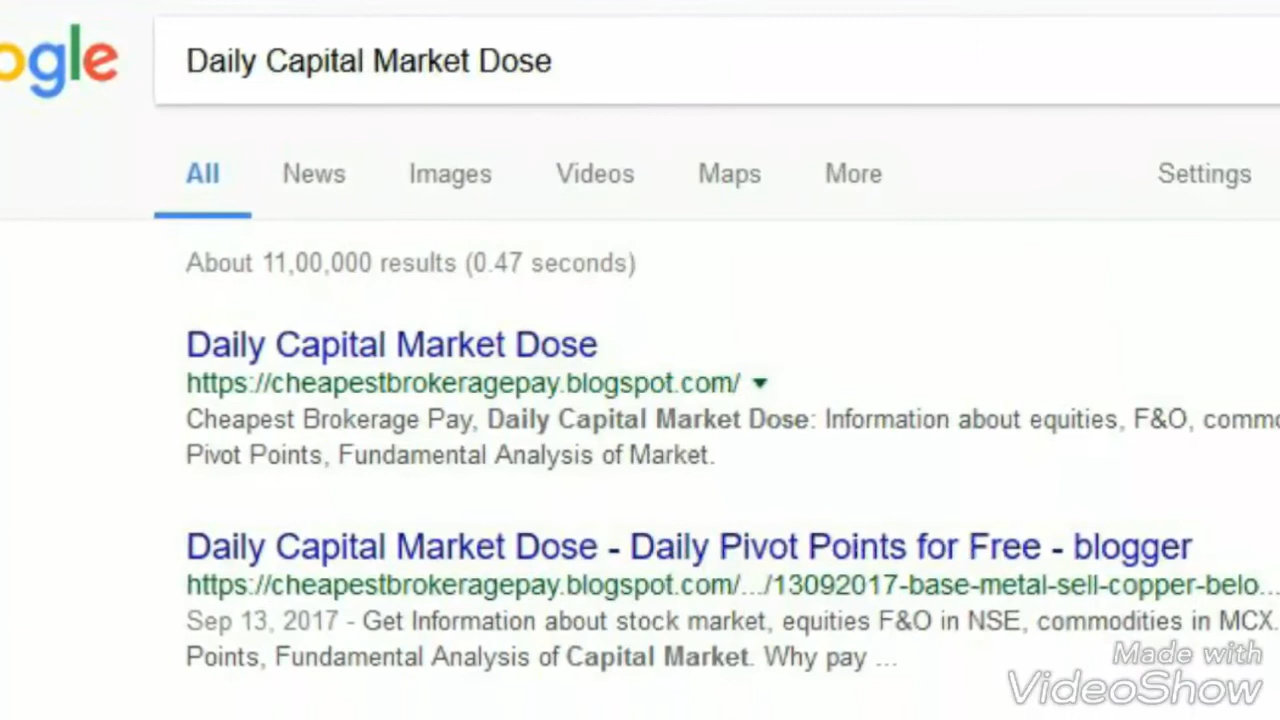 ogle
Daily Capital Market Dose
All News Images Videos Maps More Settings
About 11,00,000 results (0.47 seconds)
Daily Capital Market Dose
https://cheapestbrokeragepay.blogspot.com/
Cheapest Brokerage Pay, Daily Capital Market Dose: Information about equities, F&O, commo
Pivot Points, Fundamental Analysis of Market.
Daily Capital Market Dose - Daily Pivot Points for Free - blogger
https://cheapestbrokeragepay.blogspot.com/.../13092017-base-metal-sell-copper-belo...
Sep 13, 2017 - Get Information about stock market, equities F&O in NSE, commodities in MCX.
Points, Fundamental Analysis of Capital Market. Why pay ...
Made with
VideoShow